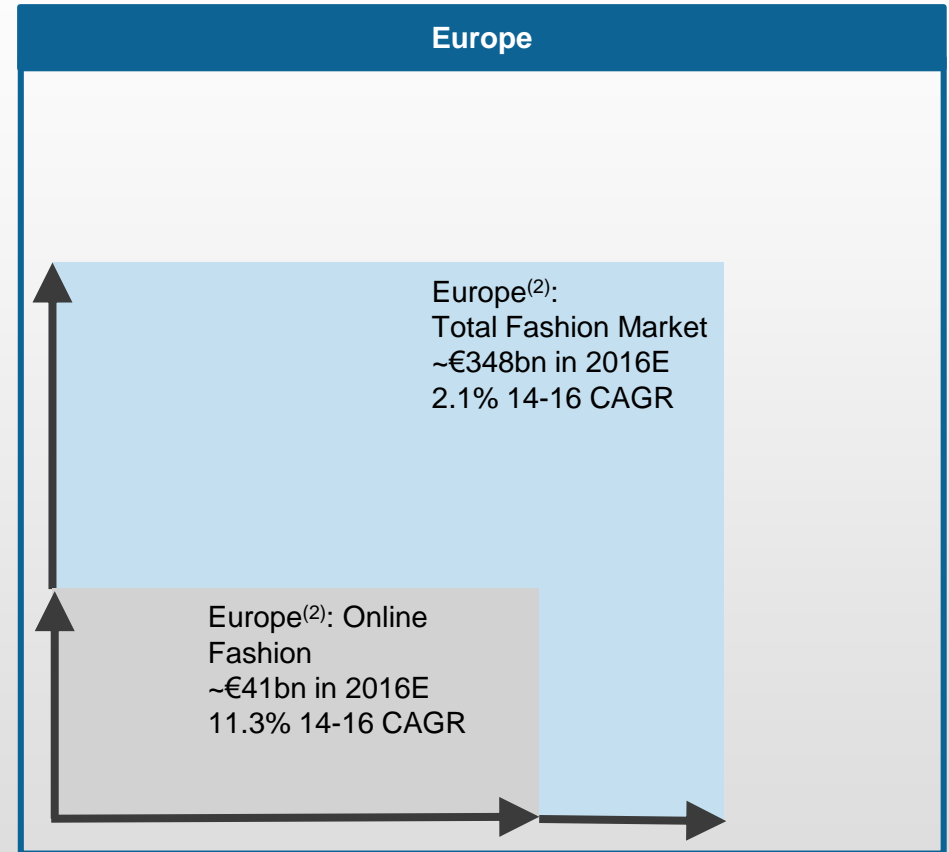 Europe
Europe(2):
Total Fashion Market
~€348bn in 2016E
2.1% 14-16 CAGR
Europe(2): Online
Fashion
~€41bn in 2016E
11.3% 14-16 CAGR